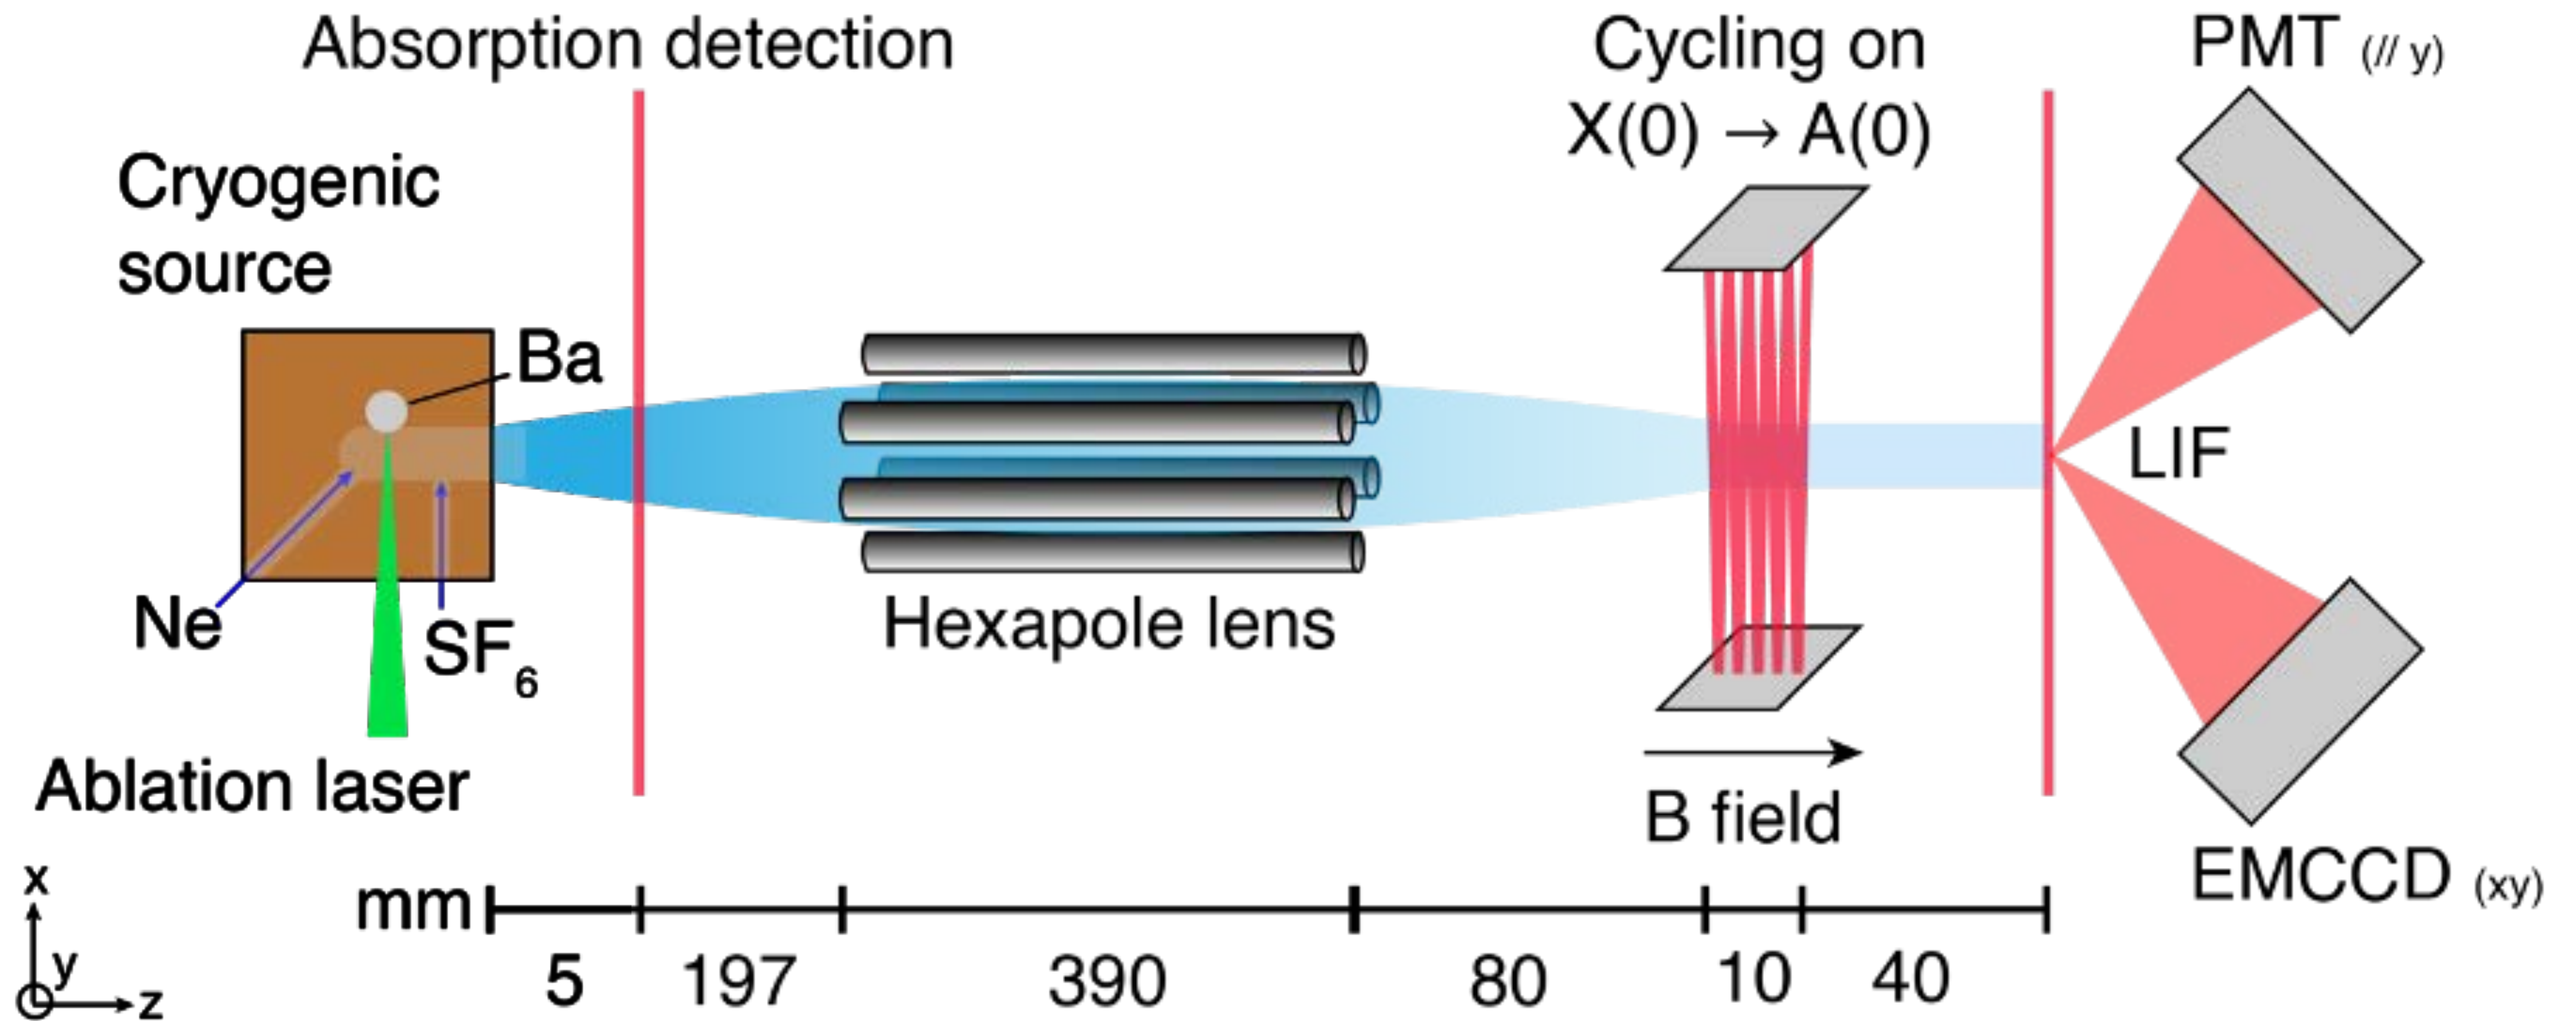 Absorption detection
Cycling on
X(0) → A(0)
PMT (// y)
Cryogenic
source
Ba
LIF
Ne
SF6
Hexapole lens
Ablation laser
B field
EMCCD (xy)
x
y
z
mm
5 197 390 80 10 40